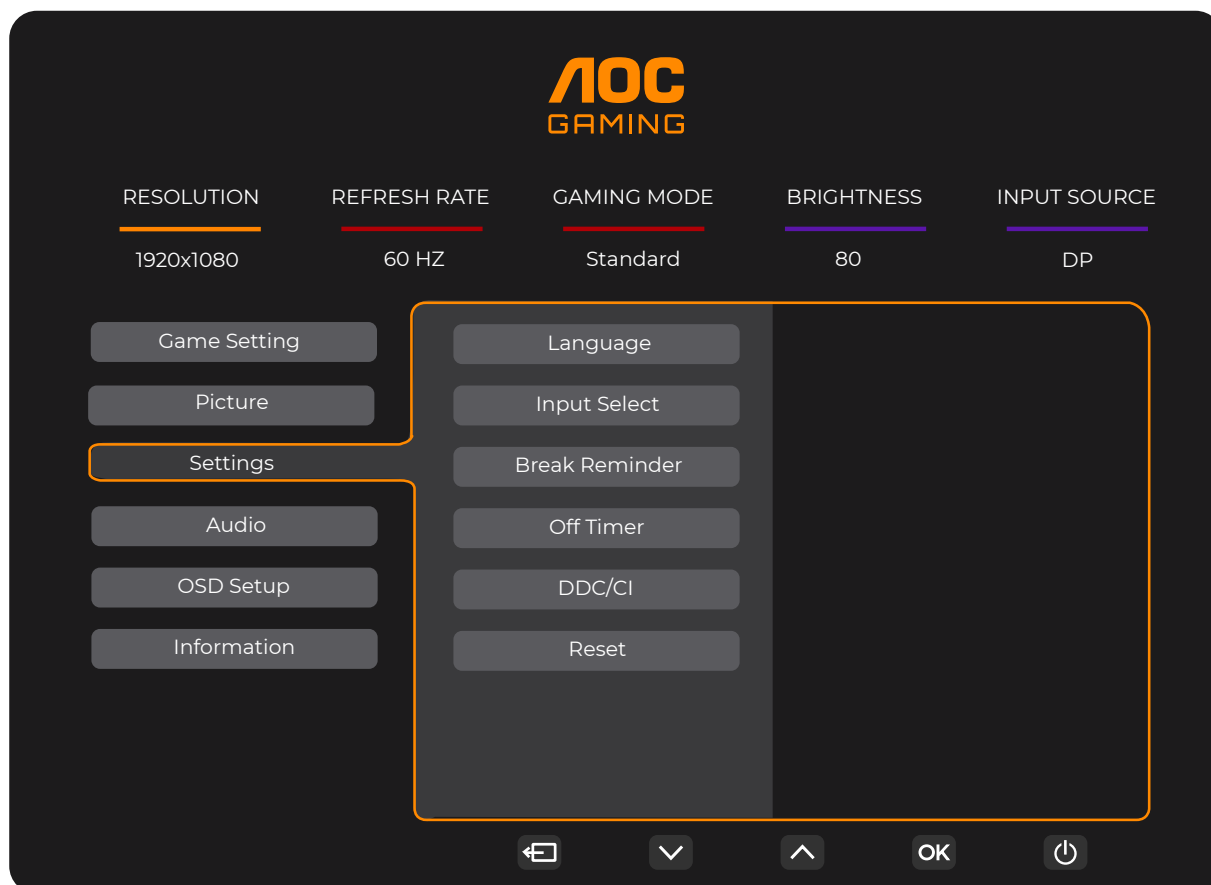 AOC
GAMING
RESOLUTION REFRESH RATE GAMING MODE BRIGHTNESS INPUT SOURCE
1920x1080 60 HZ Standard 80 DP
Game Setting
Picture
Settings
Audio
OSD Setup
Information
Language
Input Select
Break Reminder
Off Timer
DDC/CI
Reset
OK